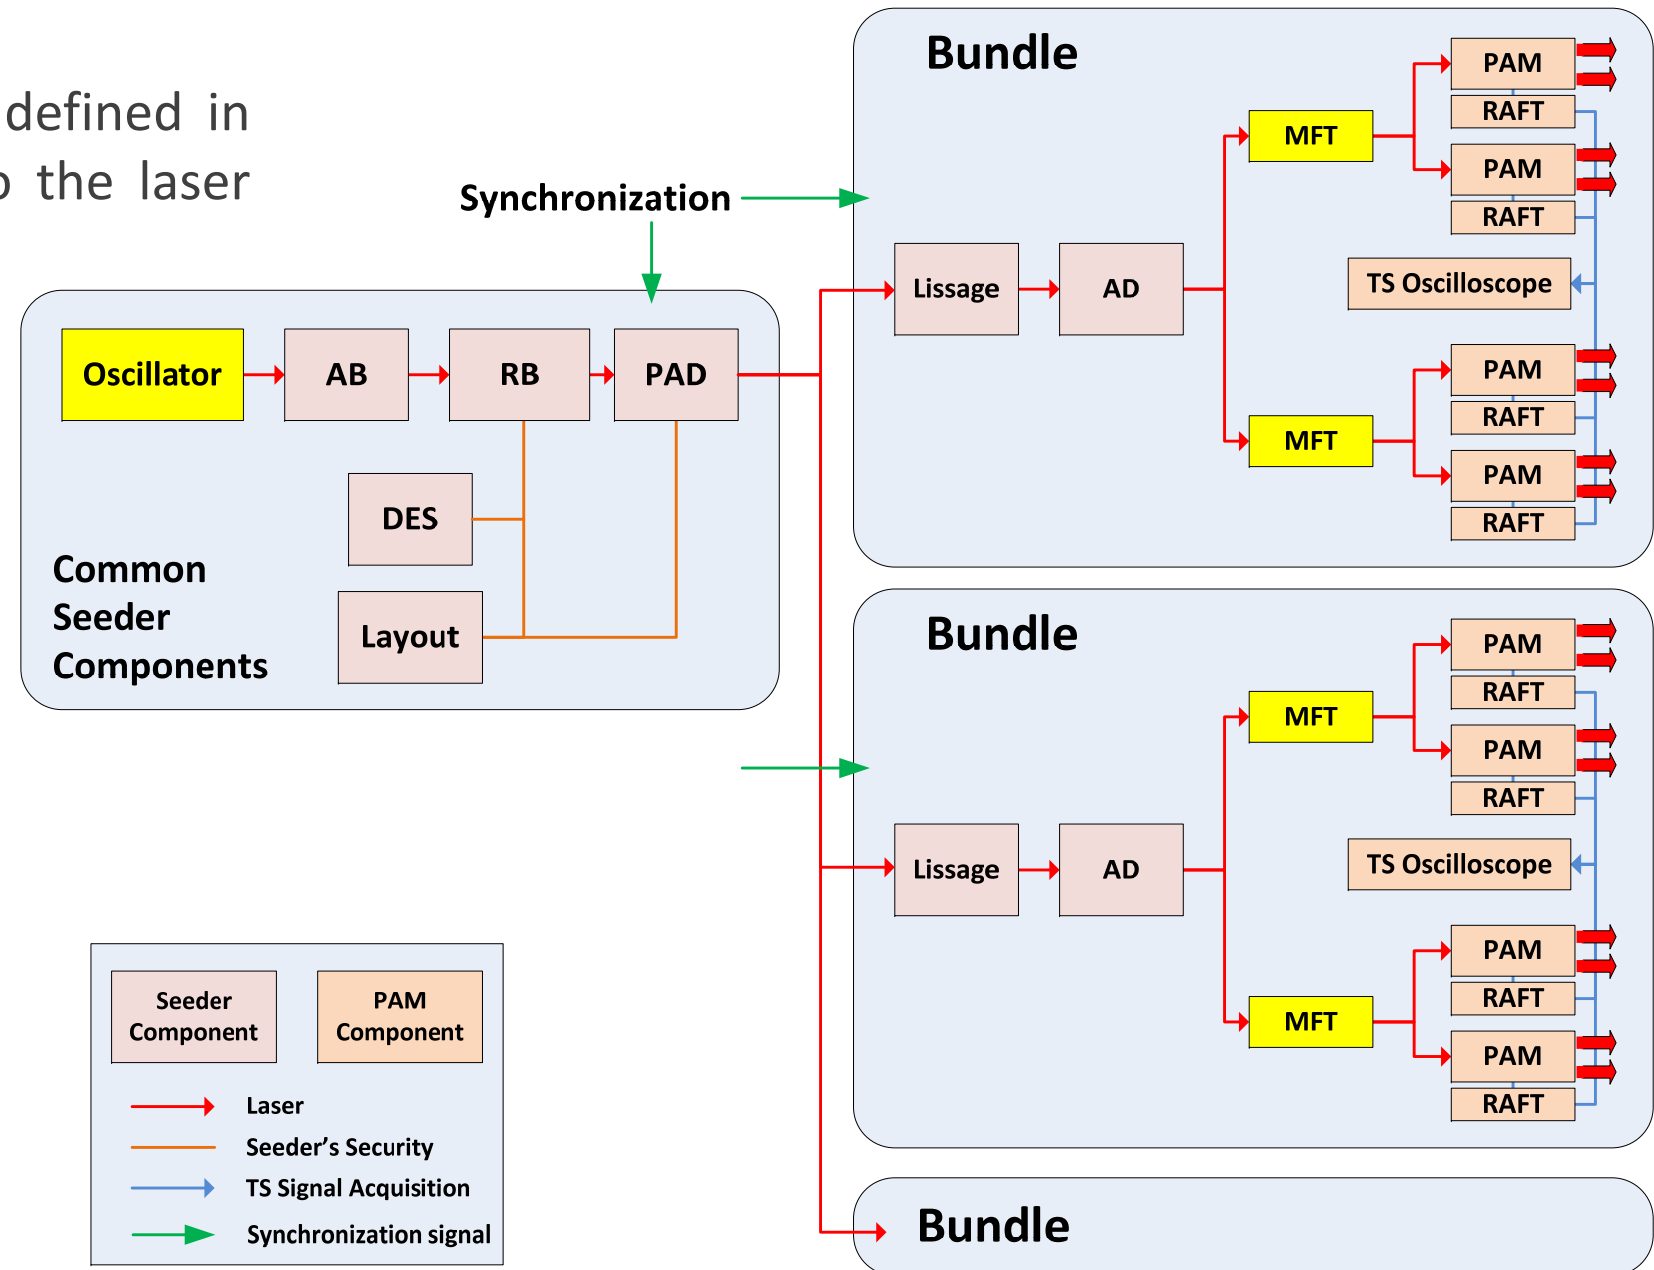 defined in
the laser
Synchronization
Oscillator
AB
RB
PAD
DES
Layout
Common
Seeder
Components
Bundle
Lissage
AD
MFT
MFT
PAM
RAFT
PAM
RAFT
TS Oscilloscope
PAM
RAFT
PAM
RAFT
Bundle
Lissage
AD
MFT
MFT
PAM
RAFT
PAM
RAFT
TS Oscilloscope
PAM
RAFT
PAM
RAFT
Bundle
Seeder
Component
PAM
Component
Laser
Seeder's Security
TS Signal Acquisition
Synchronization signal